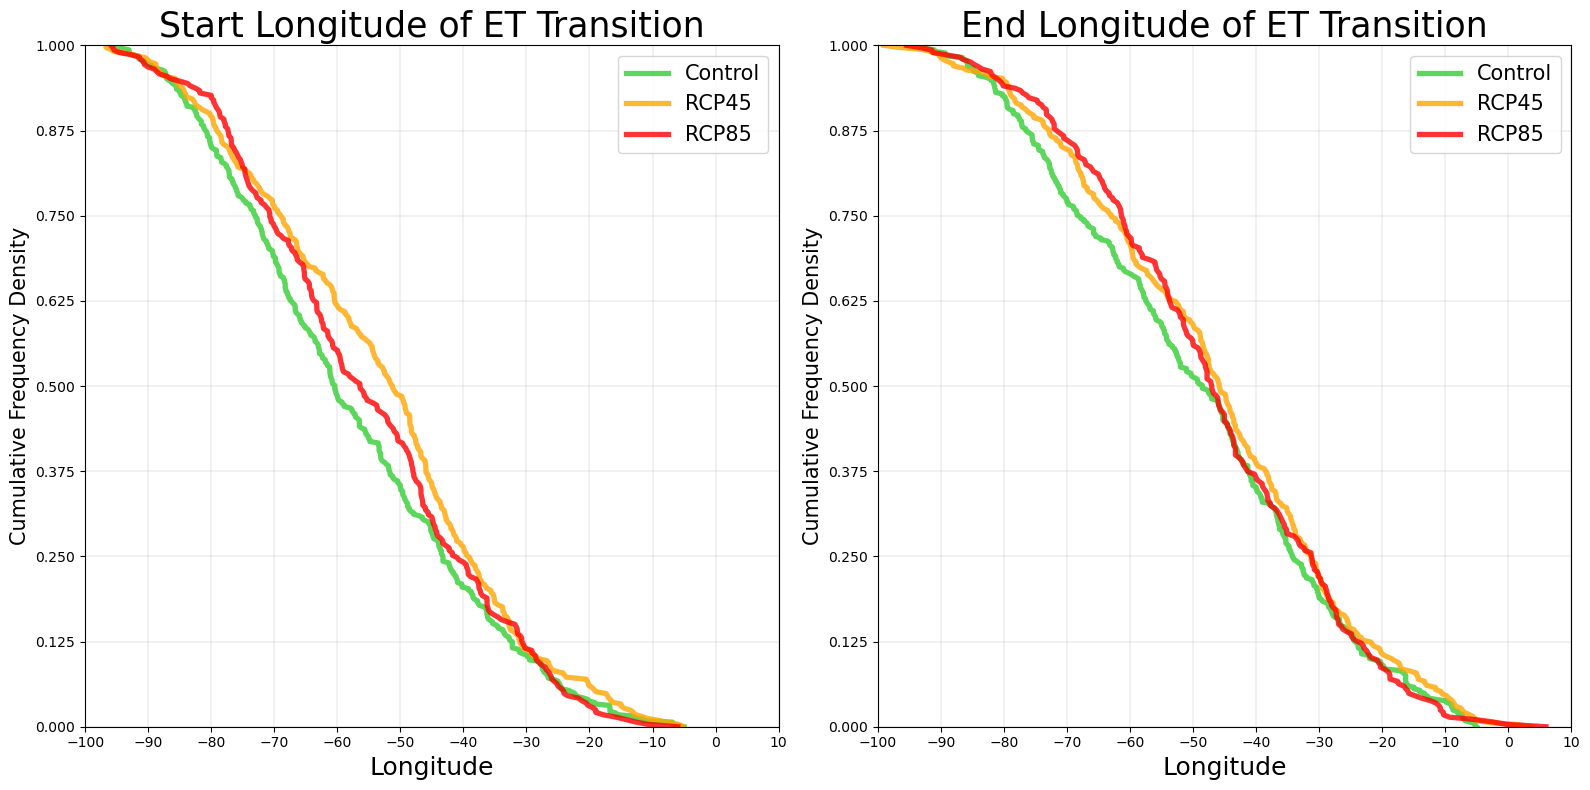 Start Longitude of ET Transition
Cumulative Frequency Density
1.000
0.875
0.750
0.625
0.500
0.375
0.250
0.125
0.000
Control
RCP45
RCP85
−100 −90 −80 −70 −60 −50 −40 −30 −20 −10 0 10
Longitude
End Longitude of ET Transition
Cumulative Frequency Density
1.000
0.875
0.750
0.625
0.500
0.375
0.250
0.125
0.000
Control
RCP45
RCP85
−100 −90 −80 −70 −60 −50 −40 −30 −20 −10 0 10
Longitude